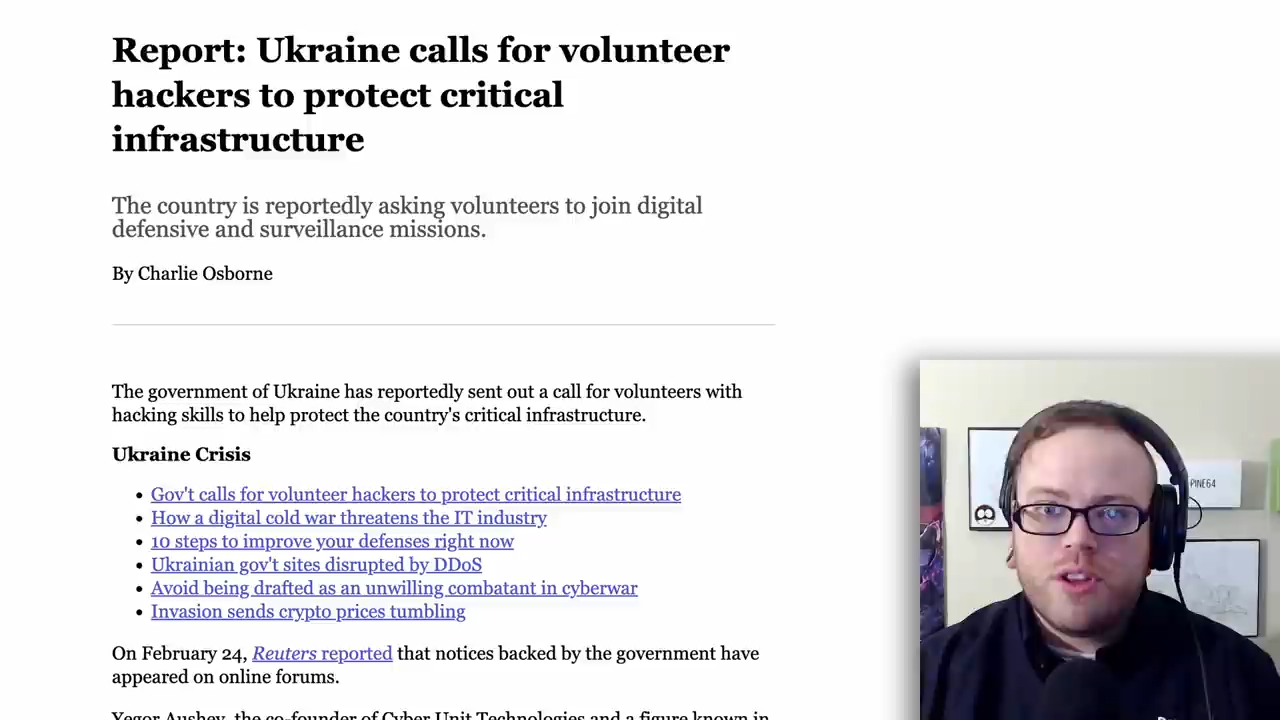 Report: Ukraine calls for volunteer
hackers to protect critical
infrastructure
The country is reportedly asking volunteers to join digital
defensive and surveillance missions.
By Charlie Osborne
The government of Ukraine has reportedly sent out a call for volunteers with
hacking skills to help protect the country's critical infrastructure.
Ukraine Crisis
Gov't calls for volunteer hackers to protect critical infrastructure
How a digital cold war threatens the IT industry
10 steps to improve your defenses right now
Ukrainian gov't sites disrupted by DDoS
Avoid being drafted as an unwilling combatant in cyberwar
Invasion sends crypto prices tumbling
On February 24, Reuters reported that notices backed by the government have
appeared on online forums.
Yegor Aushev, the co-founder of Cyber Unit Technologies and a figure known in
PINE64